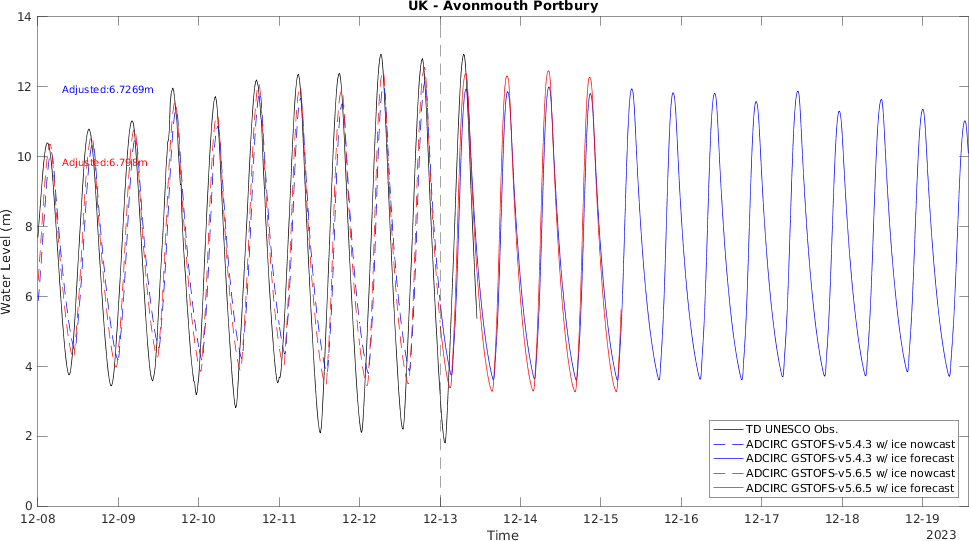 UK - Avonmouth Portbury
14
12
10
8
6
4
2
0
Water Level (m)
Adjusted:6.7269m
Adjusted:6.798m
TD UNESCO Obs.
ADCIRC GSTOFS-v5.4.3 w/ ice nowcast
ADCIRC GSTOFS-v5.4.3 w/ ice forecast
ADCIRC GSTOFS-v5.6.5 w/ ice nowcast
ADCIRC GSTOFS-v5.6.5 w/ ice forecast
12-08 12-09 12-10 12-11 12-12 12-13 12-14 12-15 12-16 12-17 12-18 12-19
Time
2023